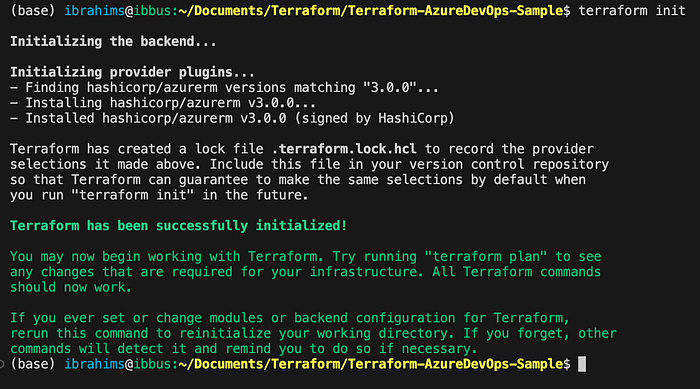 (base) ibrahims@ibbus:~/Documents/Terraform/Terraform-AzureDevOps-Sample$ terraform init
Initializing the backend...
Initializing provider plugins...
- Finding hashicorp/azurerm versions matching "3.0.0"...
- Installing hashicorp/azurerm v3.0.0...
- Installed hashicorp/azurerm v3.0.0 (signed by HashiCorp)
Terraform has created a lock file .terraform.lock.hcl to record the provider
selections it made above. Include this file in your version control repository
so that Terraform can guarantee to make the same selections by default when
you run "terraform init" in the future.
Terraform has been successfully initialized!
You may now begin working with Terraform. Try running "terraform plan" to see
any changes that are required for your infrastructure. All Terraform commands
should now work.
If you ever set or change modules or backend configuration for Terraform,
rerun this command to reinitialize your working directory. If you forget, other
commands will detect it and remind you to do so if necessary.
(base) ibrahims@ibbus:~/Documents/Terraform/Terraform-AzureDevOps-Sample$